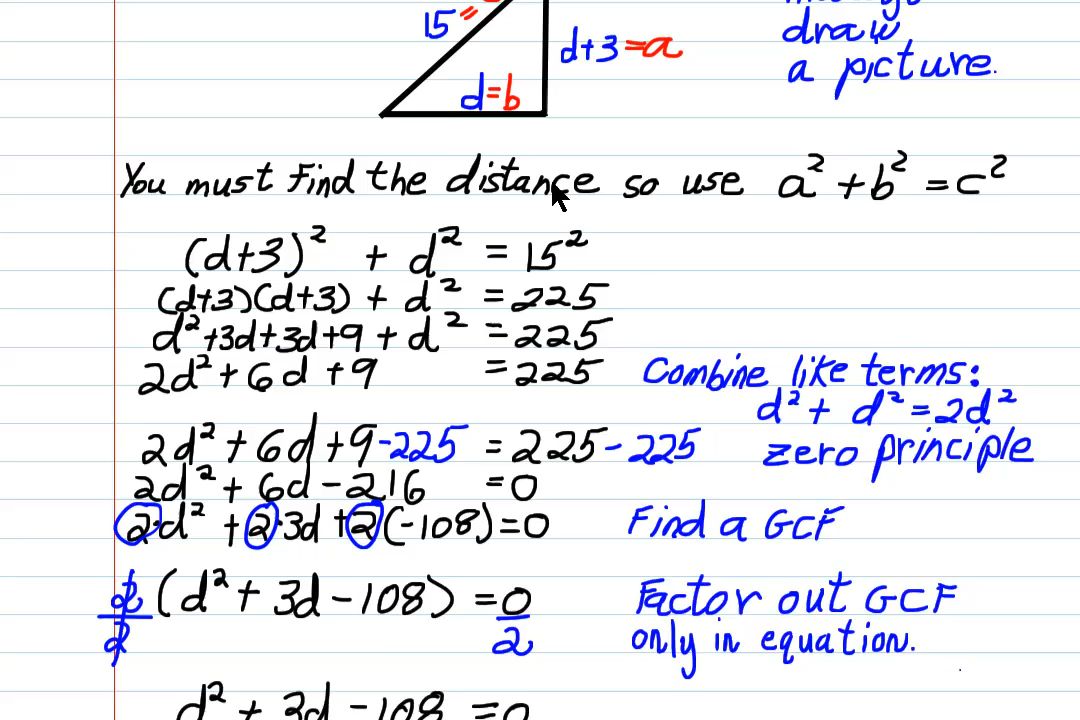 draw
15 =
d+3 = a
a picture.
d = b
You must find the distance so use a² + b² = c²
(d+3)² + d² = 15²
(d+3)(d+3) + d² = 225
d² + 3d + 3d + 9 + d² = 225
2d² + 6d + 9 = 225 Combine like terms:
d² + d² = 2d²
2d² + 6d + 9 - 225 = 225 - 225 zero principle
2d² + 6d - 216 = 0
2·d² + 2·3d + 2(-108) = 0 Find a GCF
2(d² + 3d - 108) = 0 Factor out GCF
2 2 only in equation.
d² + 3d - 108 = 0